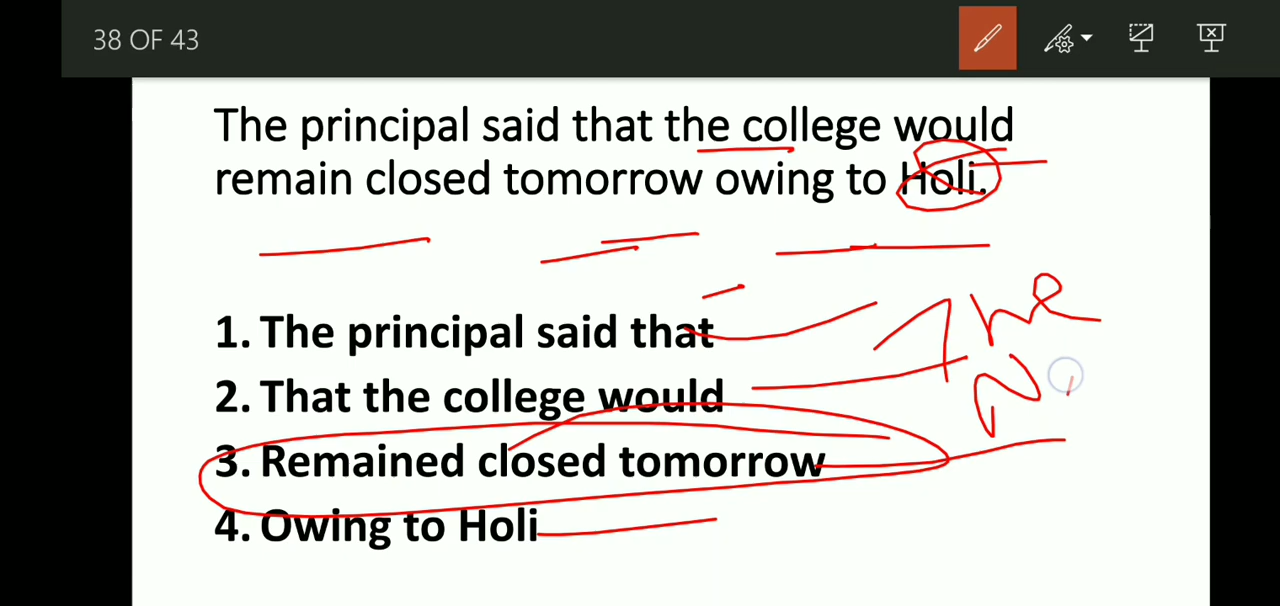 38 OF 43
The principal said that the college would
remain closed tomorrow owing to Holi.
1. The principal said that
2. That the college would
The
3. Remained closed tomorrow
4. Owing to Holi